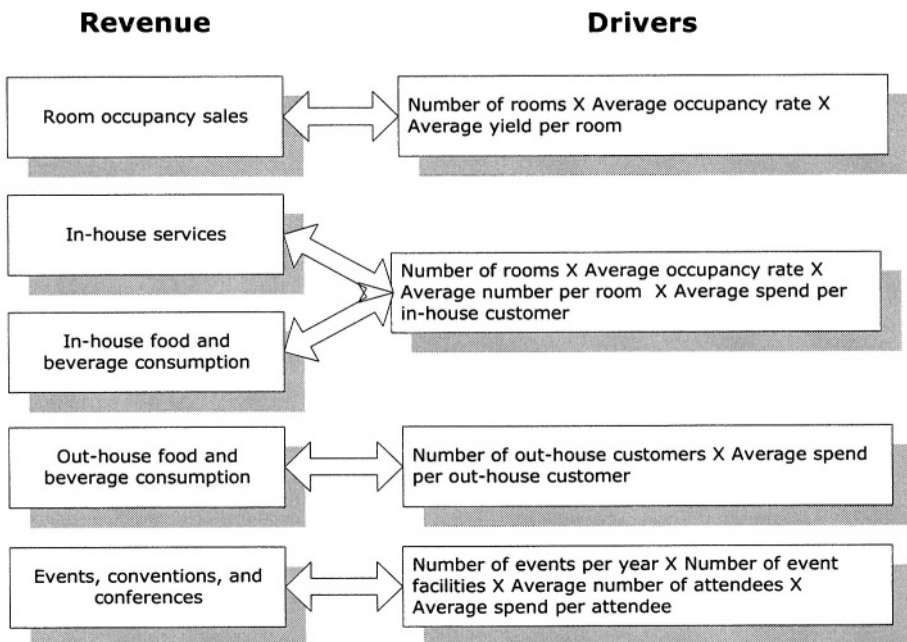 Revenue
Drivers
Room occupancy sales
Number of rooms X Average occupancy rate X
Average yield per room
In-house services
Number of rooms X Average occupancy rate X
Average number per room X Average spend per
in-house customer
In-house food and
beverage consumption
Out-house food and
beverage consumption
Number of out-house customers X Average spend
per out-house customer
Events, conventions, and
conferences
Number of events per year X Number of event
facilities X Average number of attendees X
Average spend per attendee